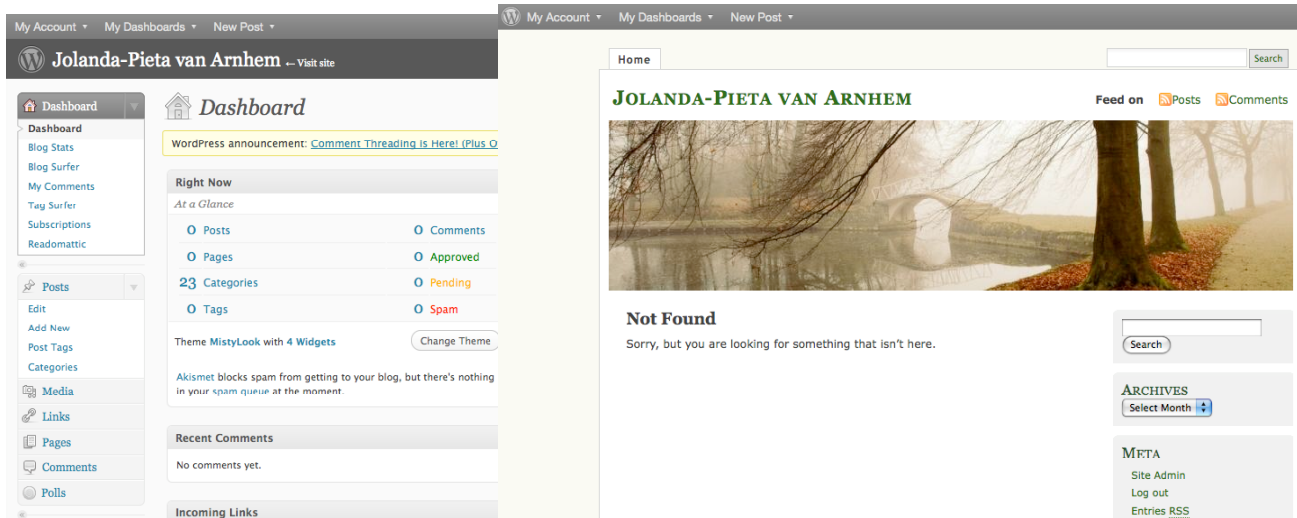 My Account My Dashboards New Post
Jolanda-Pieta van Arnhem ← Visit site
Dashboard
Dashboard
Blog Stats
Blog Surfer
My Comments
Tag Surfer
Subscriptions
Readomattic
Posts
Edit
Add New
Post Tags
Categories
Media
Links
Pages
Comments
Polls
Dashboard
WordPress announcement: Comment Threading is Here! (Plus O
Right Now
At a Glance
0 Posts 0 Comments
0 Pages 0 Approved
23 Categories 0 Pending
0 Tags 0 Spam
Theme MistyLook with 4 Widgets Change Theme
Akismet blocks spam from getting to your blog, but there's nothing
in your spam queue at the moment.
Recent Comments
No comments yet.
Incoming Links
My Account My Dashboards New Post
Home Search
JOLANDA-PIETA VAN ARNHEM Feed on Posts Comments
Not Found
Sorry, but you are looking for something that isn't here.
Search
ARCHIVES
Select Month
META
Site Admin
Log out
Entries RSS